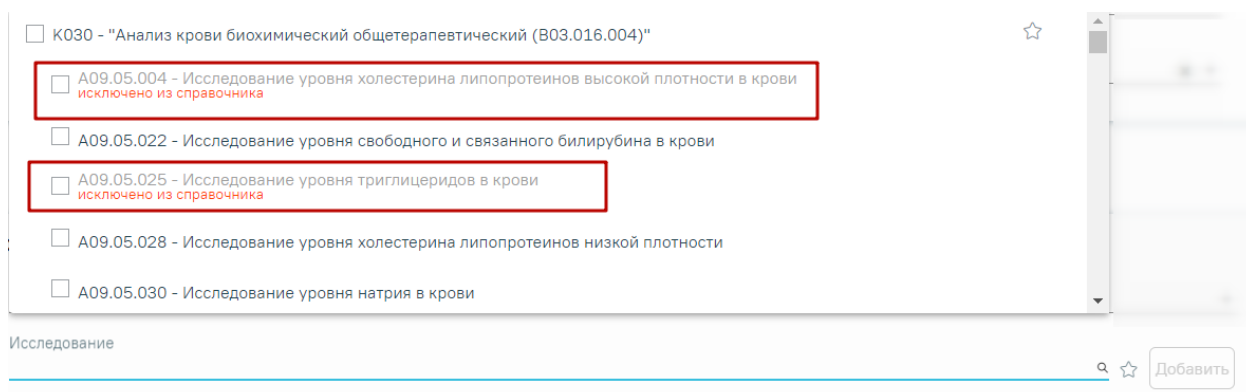 K030 - "Анализ крови биохимический общетерапевтический (B03.016.004)"
A09.05.004 - Исследование уровня холестерина липопротеинов высокой плотности в крови
исключено из справочника
A09.05.022 - Исследование уровня свободного и связанного билирубина в крови
A09.05.025 - Исследование уровня триглицеридов в крови
исключено из справочника
A09.05.028 - Исследование уровня холестерина липопротеинов низкой плотности
A09.05.030 - Исследование уровня натрия в крови
Исследование
Добавить